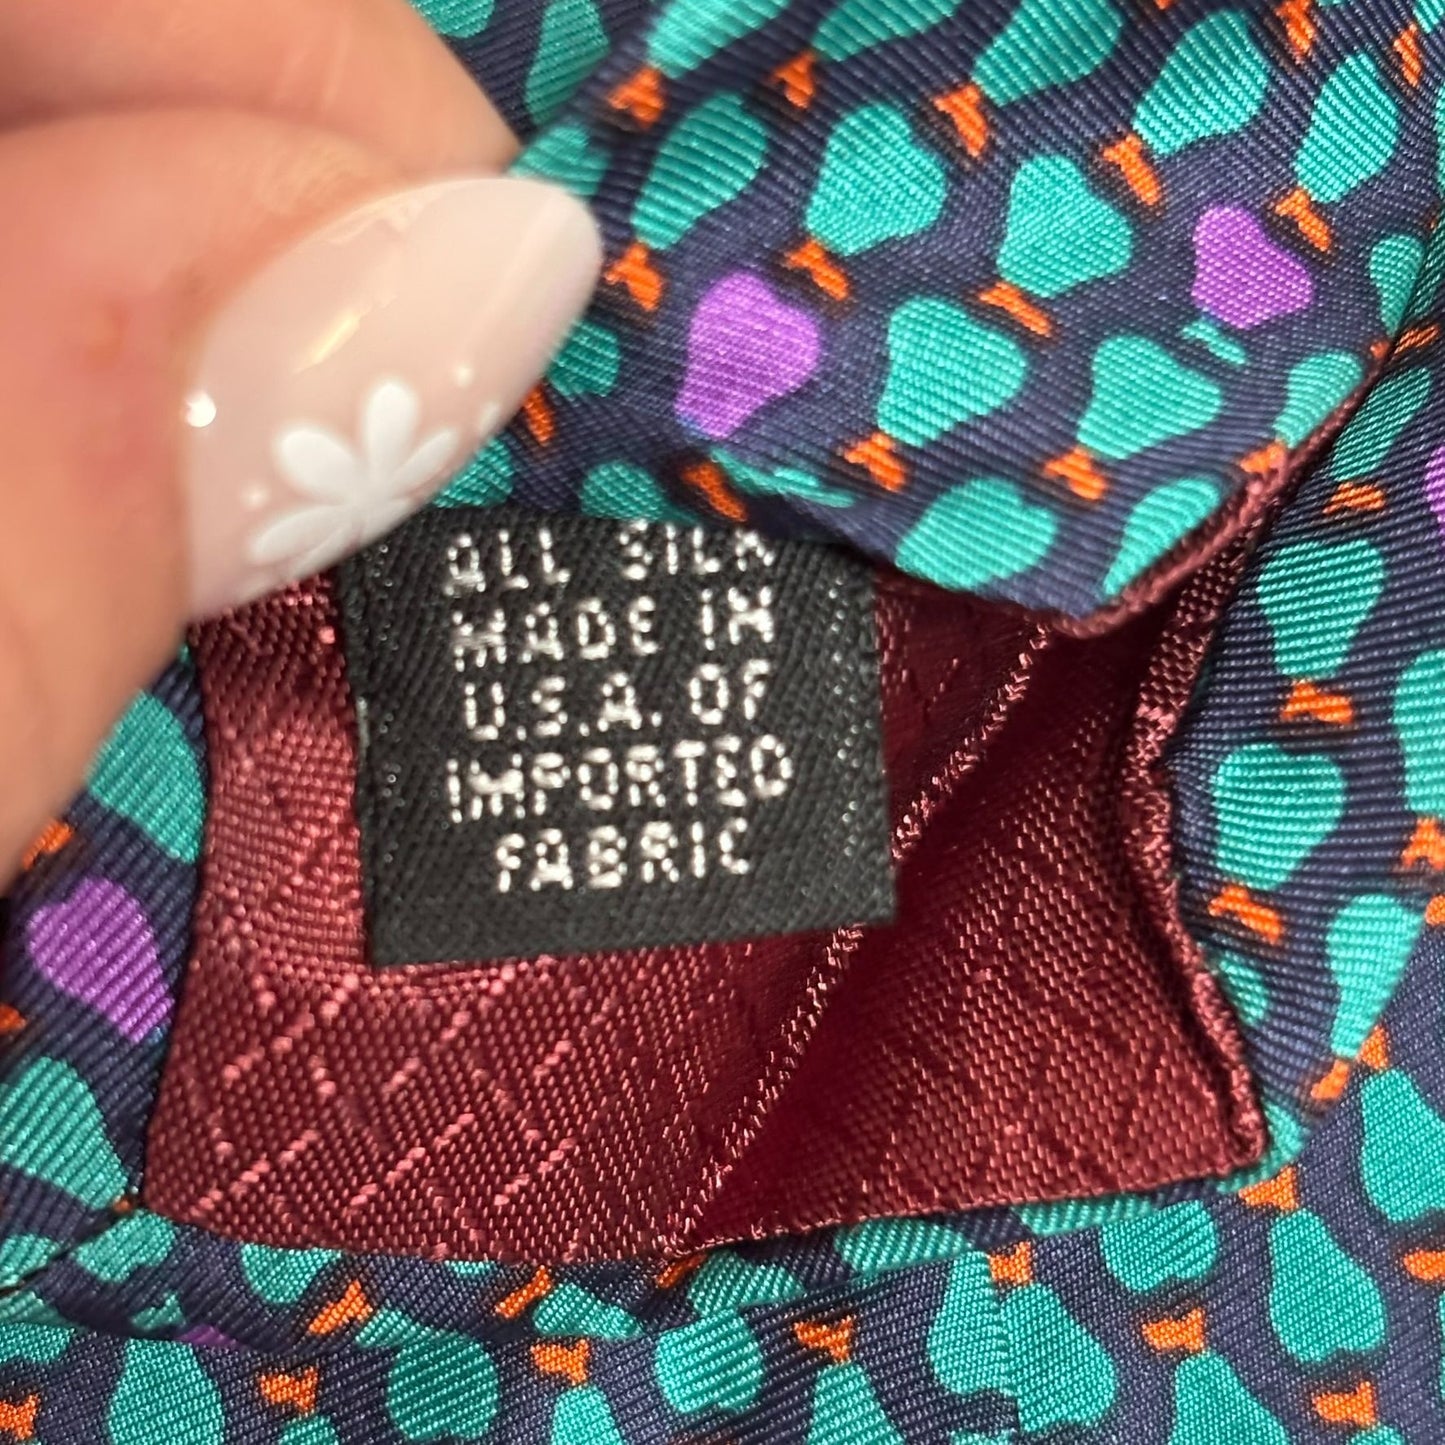 ALL SILK
MADE IN
U.S.A. OF
IMPORTED
FABRIC